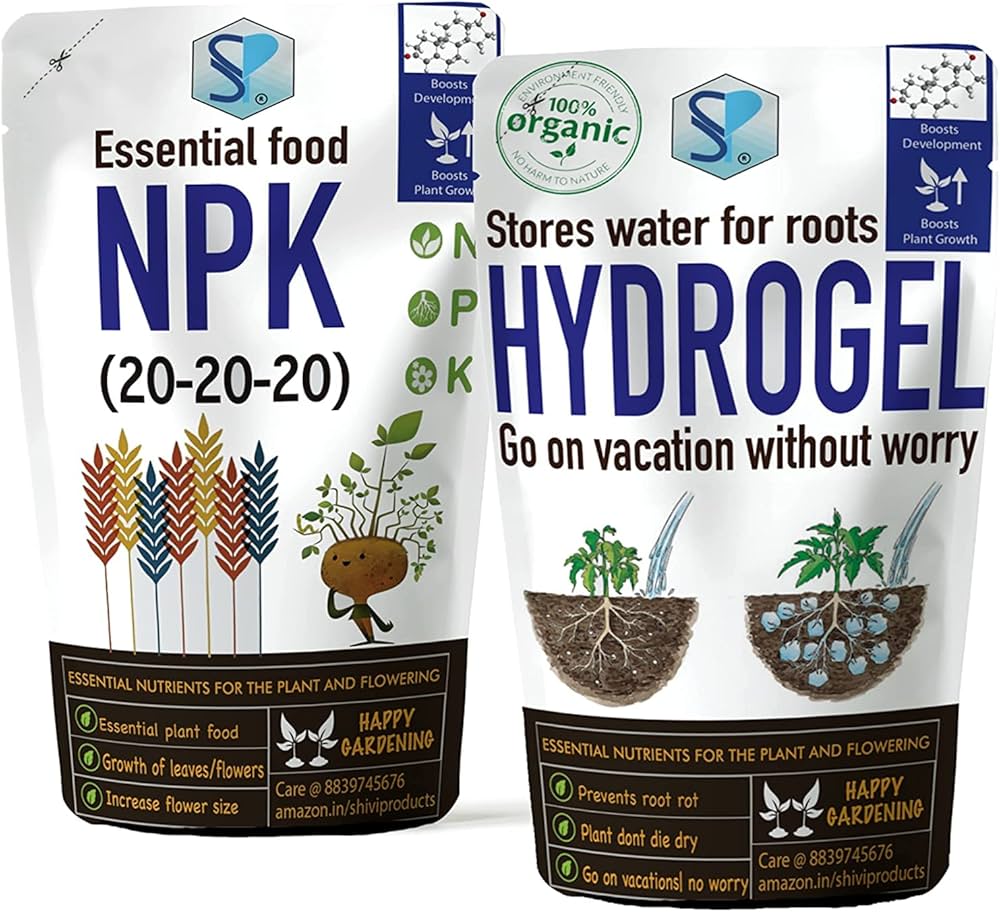 SP®
Boosts
Developme
Boosts
Plant Grow
Essential food
NPK
(20-20-20)
N
P
K
ESSENTIAL NUTRIENTS FOR THE PLANT AND FLOWERING
Essential plant food
Growth of leaves/flowers
Increase flower size
HAPPY
GARDENING
Care @ 8839745676
amazon.in/shiviproducts
ENVIRONMENT FRIENDLY
100%
organic
NO HARM TO NATURE
SP®
Boosts
Development
Boosts
Plant Growth
Stores water for roots
HYDROGEL
Go on vacation without worry
ESSENTIAL NUTRIENTS FOR THE PLANT AND FLOWERING
Prevents root rot
Plant dont die dry
Go on vacations| no worry
HAPPY
GARDENING
Care @ 8839745676
amazon.in/shiviproducts